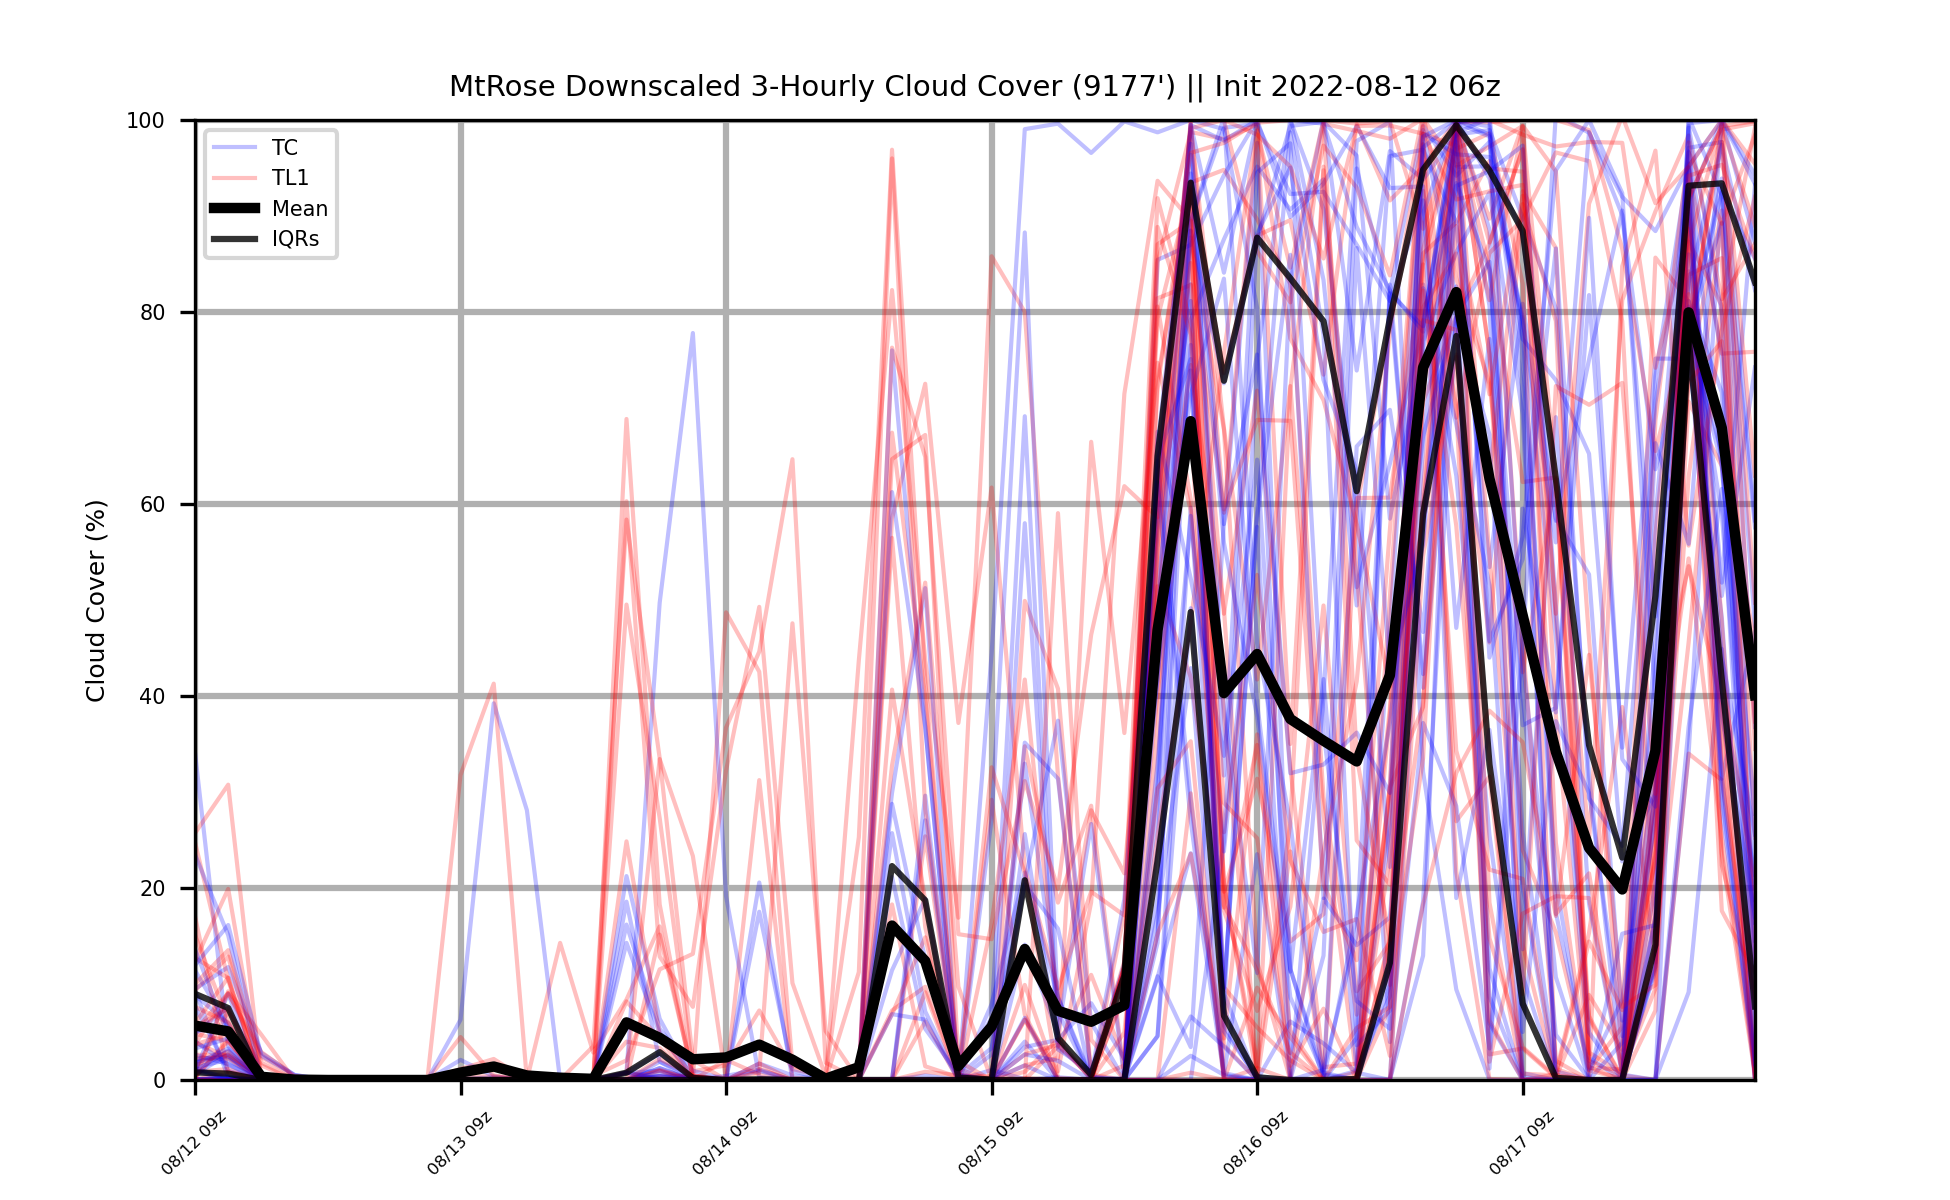 MtRose Downscaled 3-Hourly Cloud Cover (9177') || Init 2022-08-12 06z
TC
TL1
Mean
IQRs
Cloud Cover (%)
100
80
60
40
20
0
08/12 09z
08/13 09z
08/14 09z
08/15 09z
08/16 09z
08/17 09z